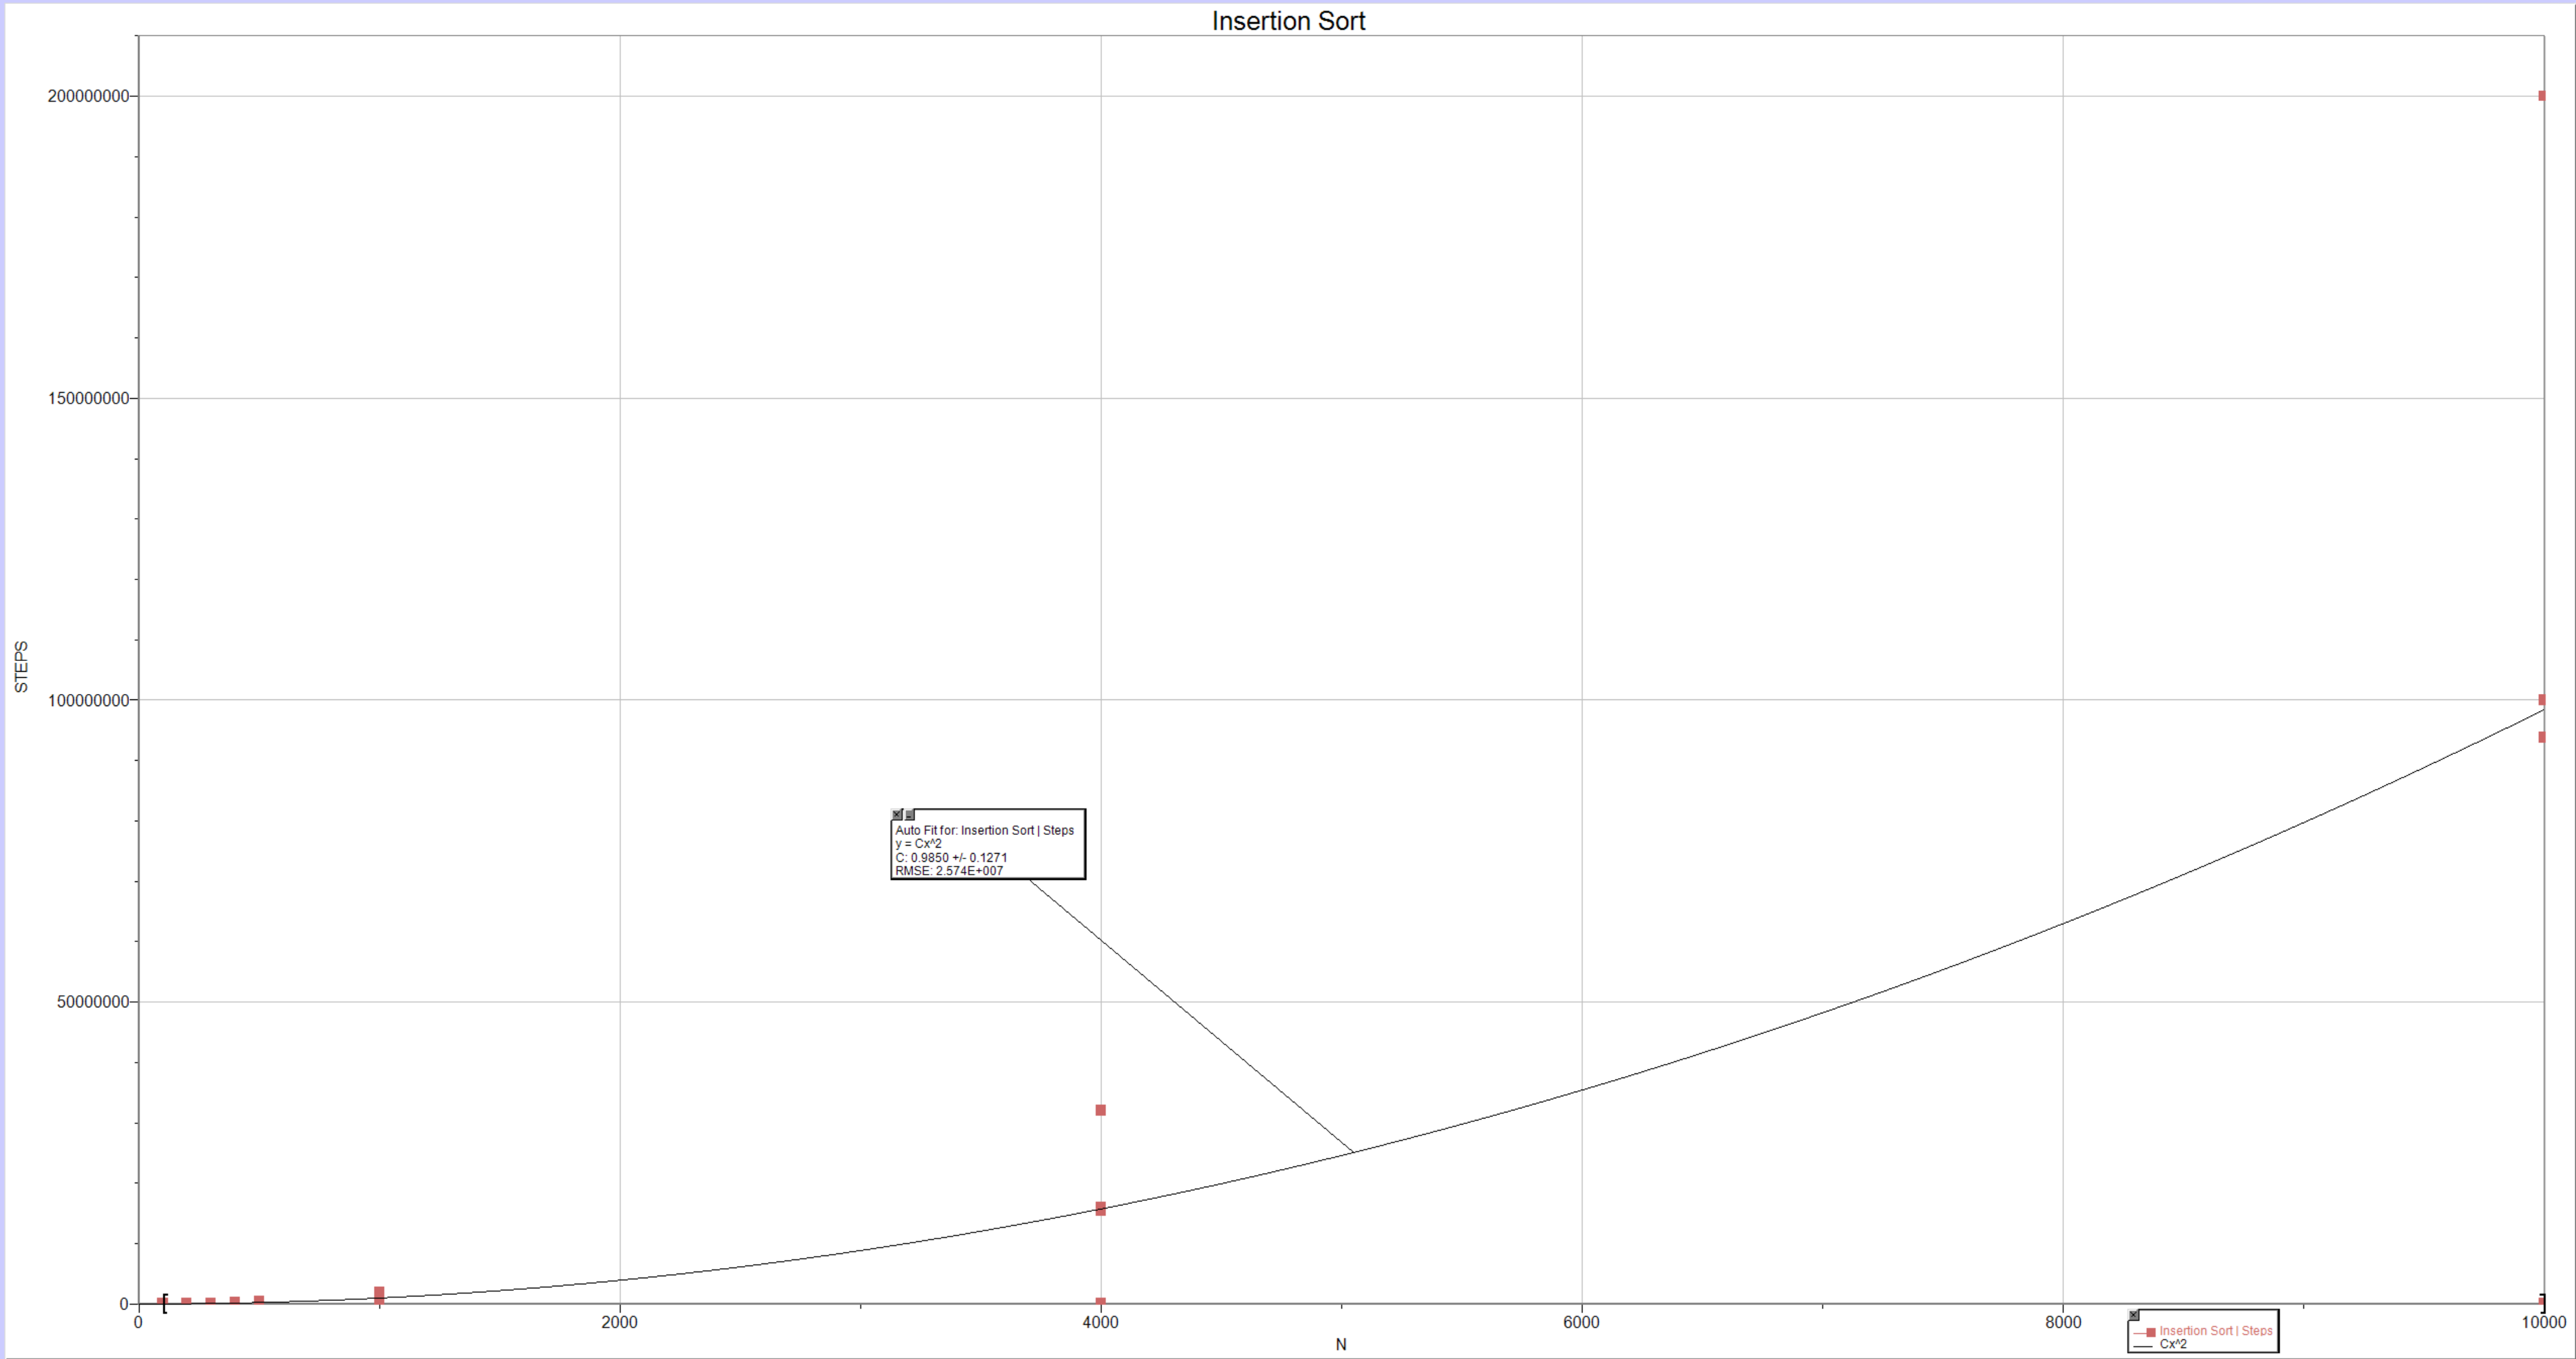 Insertion Sort
200000000
150000000
100000000
50000000
0
STEPS
Auto Fit for: Insertion Sort | Steps
y = Cx^2
C: 0.9850 +/- 0.1271
RMSE: 2.574E+007
0
2000
4000
6000
8000
10000
N
Insertion Sort | Steps
Cx^2